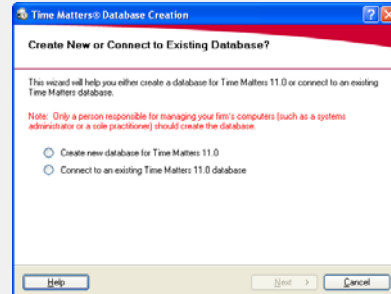 Time Matters® Database Creation
Create New or Connect to Existing Database?
This wizard will help you either create a database for Time Matters 11.0 or connect to an existing
Time Matters database.
Note: Only a person responsible for managing your firm's computers (such as a systems
administrator or a sole practitioner) should create the database.
Create new database for Time Matters 11.0
Connect to an existing Time Matters 11.0 database
Help
Next >
Cancel